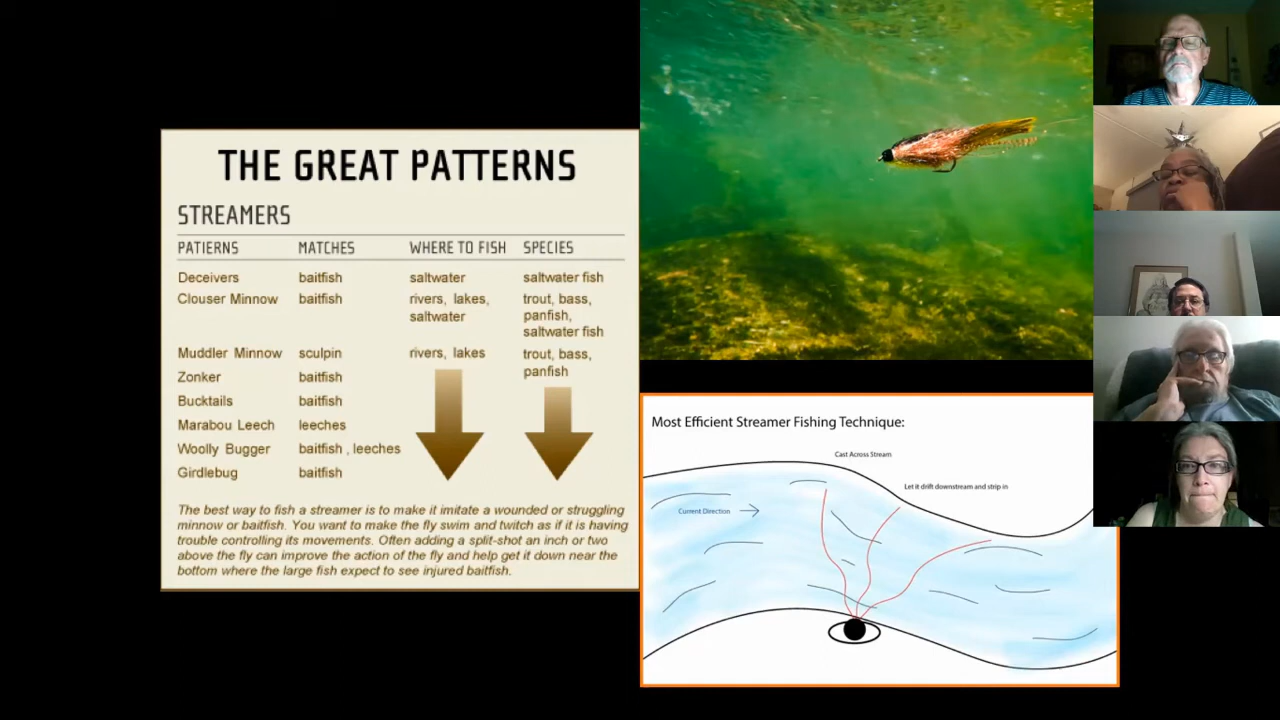 THE GREAT PATTERNS
STREAMERS
PATIERNS MATCHES WHERE TO FISH SPECIES
Deceivers baitfish saltwater saltwater fish
Clouser Minnow baitfish rivers, lakes, saltwater trout, bass, panfish, saltwater fish
Muddler Minnow sculpin rivers, lakes trout, bass, panfish
Zonker baitfish
Bucktails baitfish
Marabou Leech leeches
Woolly Bugger baitfish , leeches
Girdlebug baitfish
The best way to fish a streamer is to make it imitate a wounded or struggling
minnow or baitfish. You want to make the fly swim and twitch as if it is having
trouble controlling its movements. Often adding a split-shot an inch or two
above the fly can improve the action of the fly and help get it down near the
bottom where the large fish expect to see injured baitfish.
Most Efficient Streamer Fishing Technique:
Cast Across Stream
Let it drift downstream and strip in
Current Direction